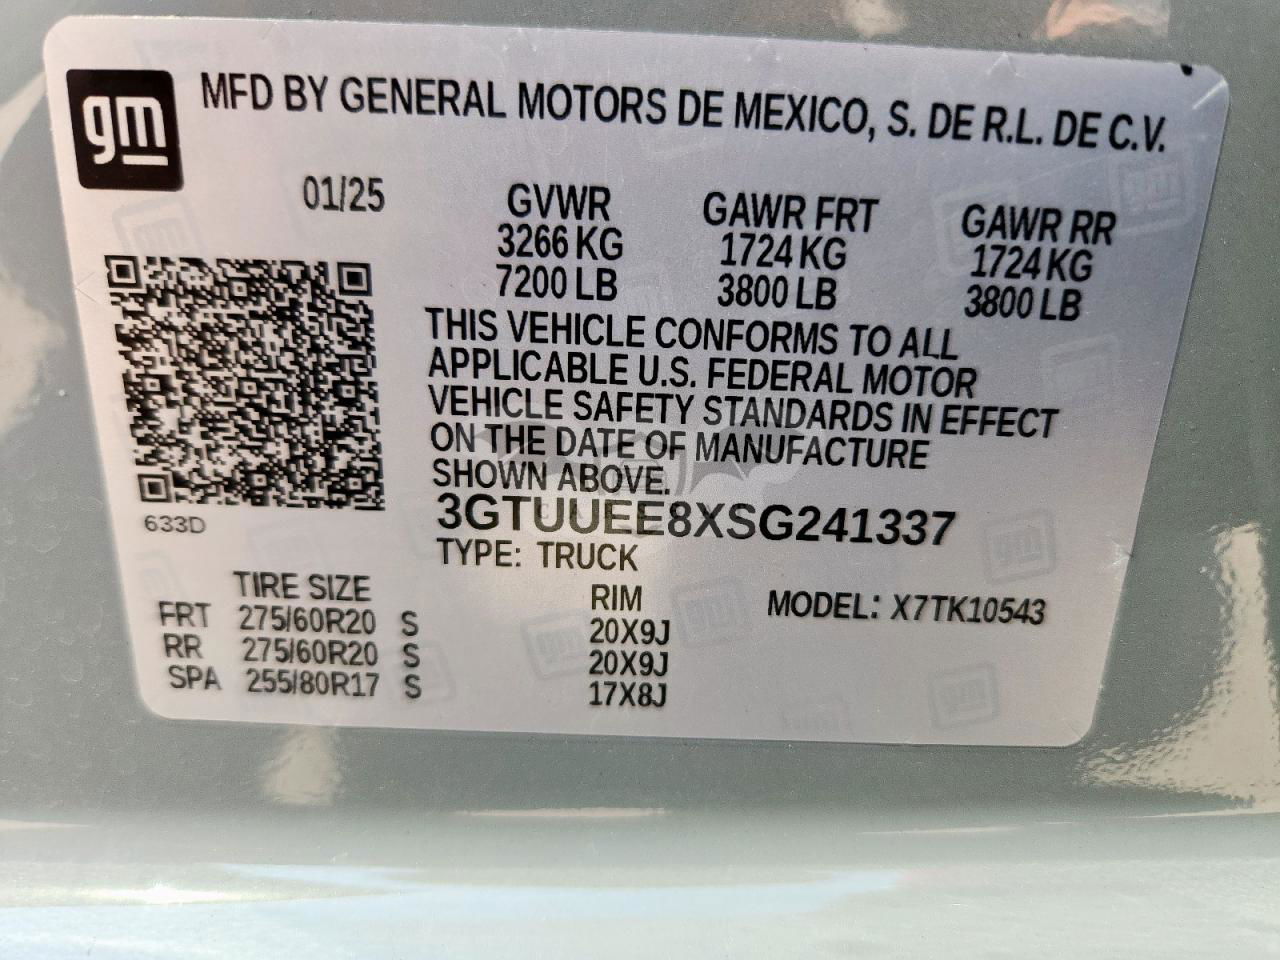 gm
MFD BY GENERAL MOTORS DE MEXICO, S. DE R.L. DE C.V.
01/25 GVWR GAWR FRT GAWR RR
3266 KG 1724 KG 1724 KG
7200 LB 3800 LB 3800 LB
THIS VEHICLE CONFORMS TO ALL
APPLICABLE U.S. FEDERAL MOTOR
VEHICLE SAFETY STANDARDS IN EFFECT
ON THE DATE OF MANUFACTURE
SHOWN ABOVE.
3GTUUEE8XSG241337
633D
TYPE: TRUCK
TIRE SIZE RIM MODEL: X7TK10543
FRT 275/60R20 S 20X9J
RR 275/60R20 S 20X9J
SPA 255/80R17 S 17X8J